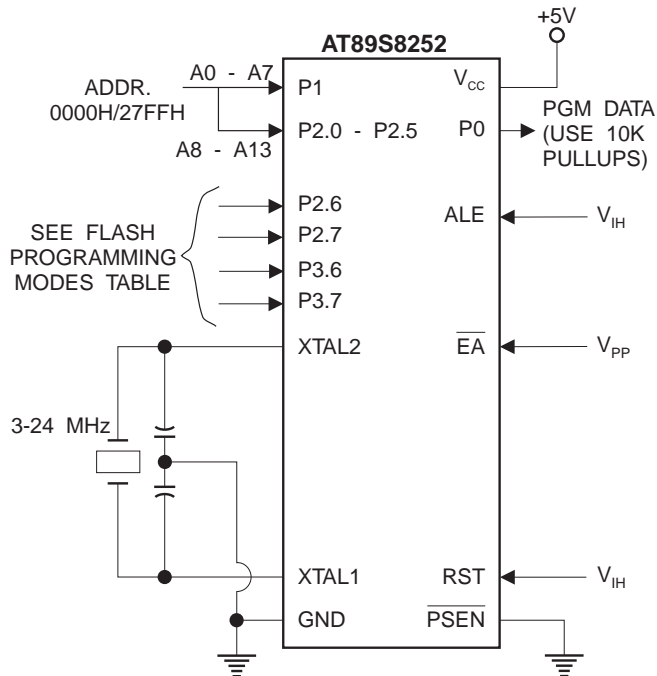 +5V
AT89S8252
ADDR.
0000H/27FFH
A0 - A7
A8 - A13
P1
P2.0 - P2.5
VCC
P0
PGM DATA
(USE 10K
PULLUPS)
SEE FLASH
PROGRAMMING
MODES TABLE
P2.6
P2.7
P3.6
P3.7
ALE
VIH
XTAL2
EA
VPP
3-24 MHz
XTAL1
RST
VIH
GND
PSEN